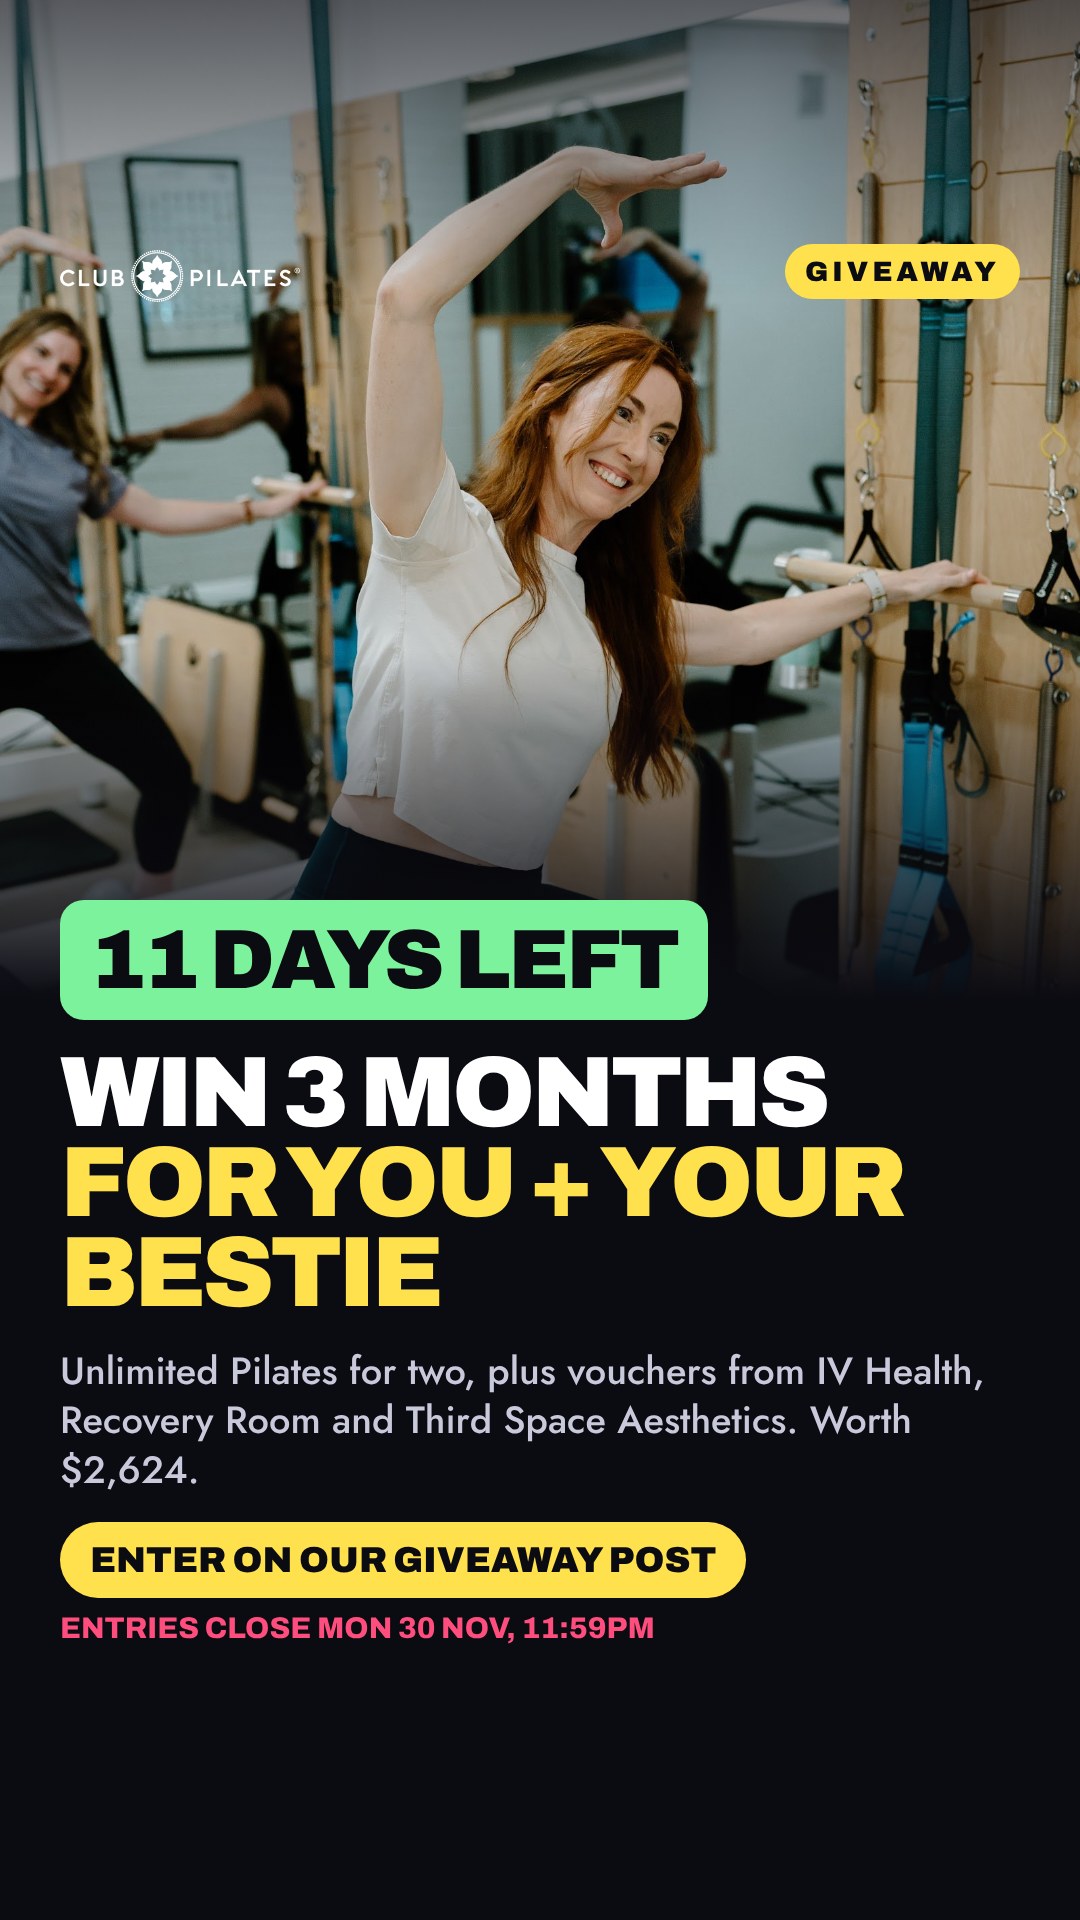 CLUB PILATES®
GIVEAWAY
11 DAYS LEFT
WIN 3 MONTHS
FOR YOU + YOUR
BESTIE
Unlimited Pilates for two, plus vouchers from IV Health,
Recovery Room and Third Space Aesthetics. Worth
$2,624.
ENTER ON OUR GIVEAWAY POST
ENTRIES CLOSE MON 30 NOV, 11:59PM